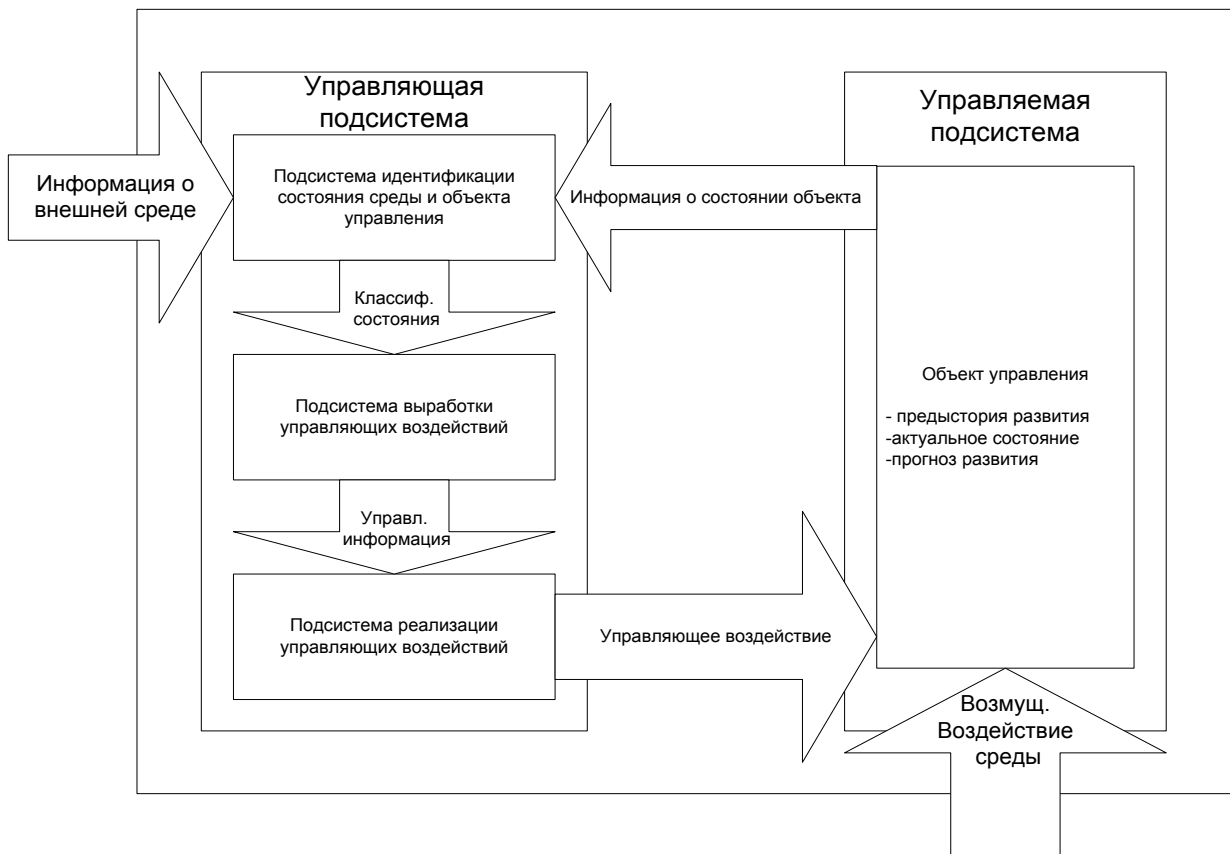 Управляющая
подсистема
Управляемая
подсистема
Информация о
внешней среде
Подсистема идентификации
состояния среды и объекта
управления
Информация о состоянии объекта
Классиф.
состояния
Подсистема выработки
управляющих воздействий
Объект управления
- предыстория развития
-актуальное состояние
-прогноз развития
Управл.
информация
Подсистема реализации
управляющих воздействий
Управляющее воздействие
Возмущ.
Воздействие
среды